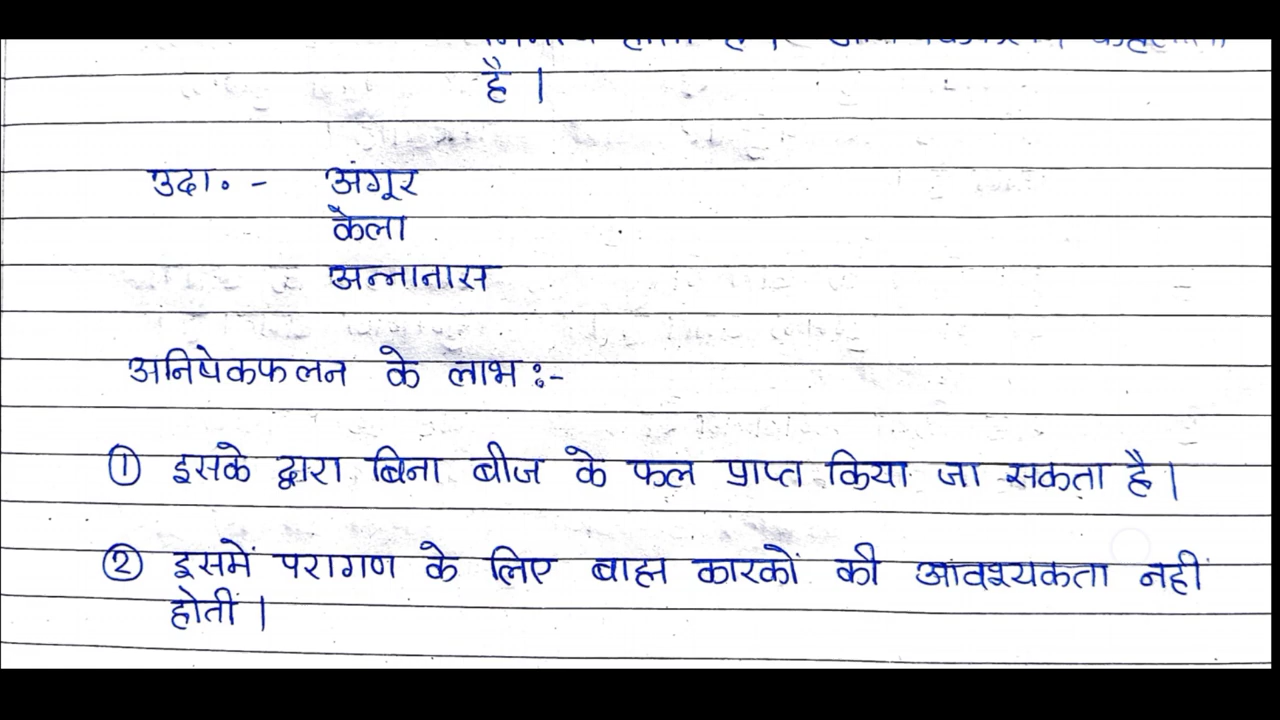 है।
उदा॰ - अंगूर
केला
अन्नानास
अनिषेकफलन के लाभ :-
① इसके द्वारा बिना बीज के फल प्राप्त किया जा सकता है।
② इसमें परागण के लिए बाह्य कारकों की आवश्यकता नहीं
होतीं।